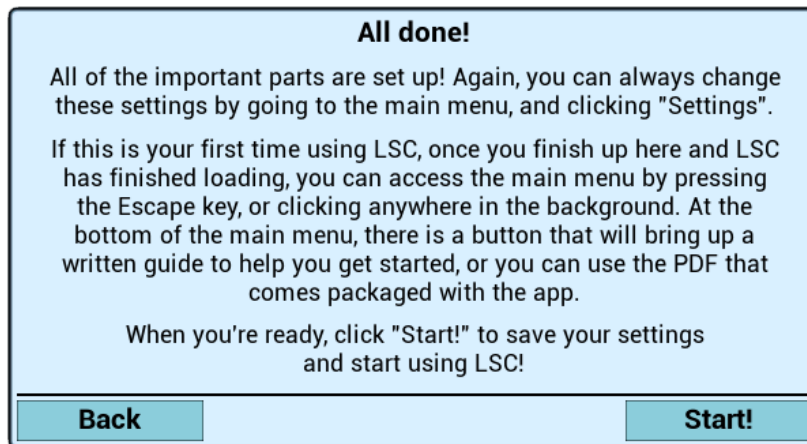 All done!
All of the important parts are set up! Again, you can always change
these settings by going to the main menu, and clicking "Settings".
If this is your first time using LSC, once you finish up here and LSC
has finished loading, you can access the main menu by pressing
the Escape key, or clicking anywhere in the background. At the
bottom of the main menu, there is a button that will bring up a
written guide to help you get started, or you can use the PDF that
comes packaged with the app.
When you're ready, click "Start!" to save your settings
and start using LSC!
Back
Start!